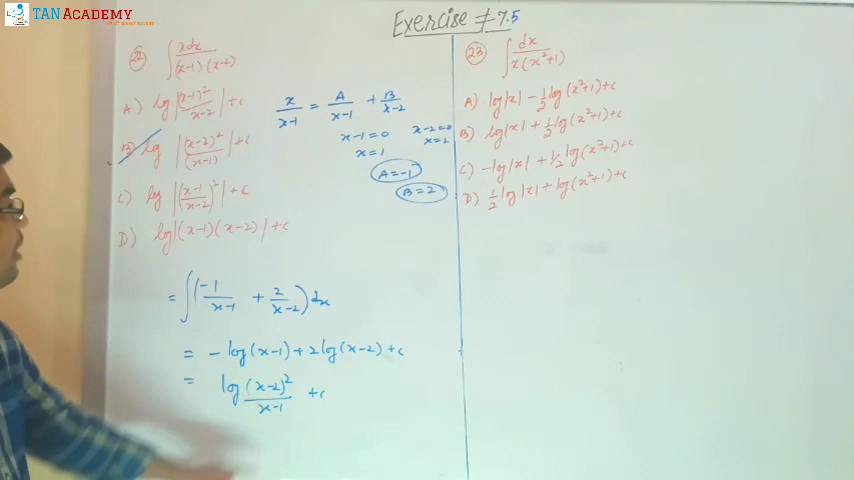 TAN ACADEMY
Exercise ≠ 7.5
22 ∫ xdx / (x-1)(x-2)
A) log |(x-1)² / x-2| + c
B) log |(x-2)² / (x-1)| + c
C) log |(x-1 / x-2)²| + c
D) log |(x-1)(x-2)| + c
x / x-1 = A / x-1 + B / x-2
x-1=0 x-2=0
x=1 x=2
A=-1
B=2
= ∫(-1 / x-1 + 2 / x-2) dx
= - log(x-1) + 2 log(x-2) + c
= log (x-2)² / x-1 + c
23 ∫ dx / x(x²+1)
A) log|x| - 1/2 log(x²+1)+c
B) log|x| + 1/2 log(x²+1)+c
C) -log|x| + 1/2 log(x²+1)+c
D) 1/2 log|x| + log(x²+1)+c